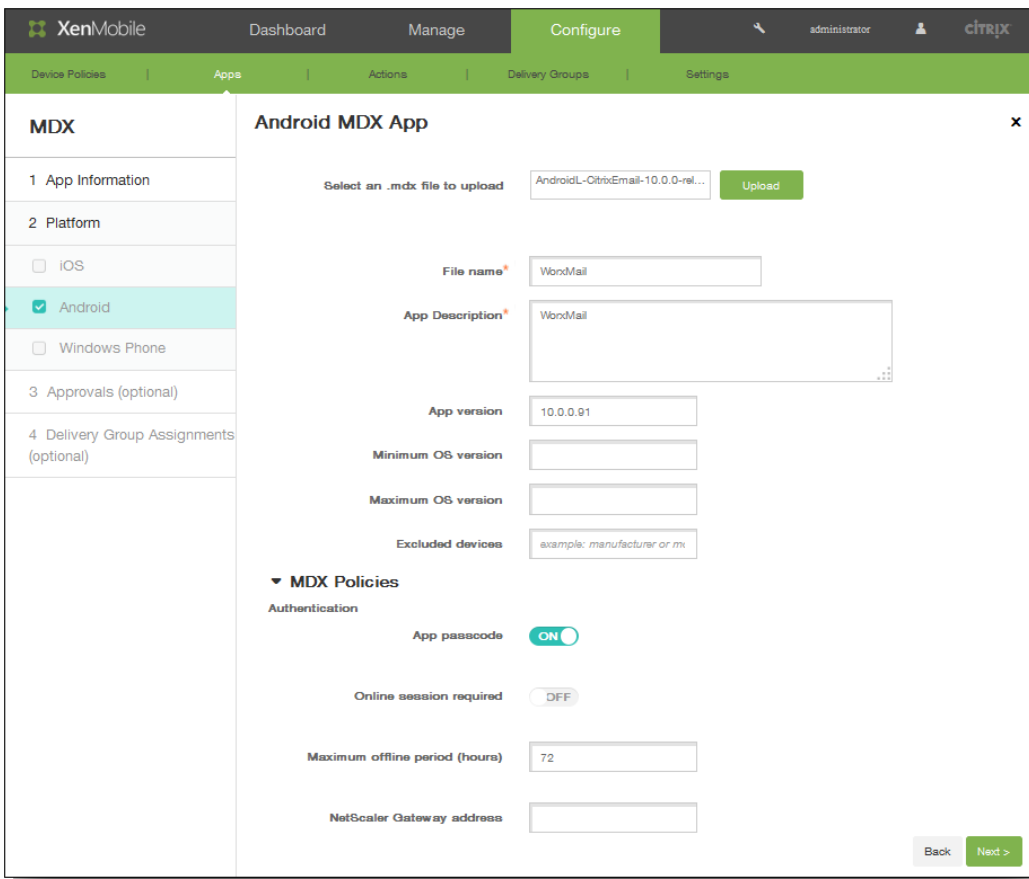 XenMobile Dashboard Manage Configure administrator CİTRIX
Device Policies | Apps | Actions | Delivery Groups | Settings
MDX
1 App Information
2 Platform
iOS
Android
Windows Phone
3 Approvals (optional)
4 Delivery Group Assignments
(optional)
Android MDX App
Select an .mdx file to upload AndroidL-CitrixEmail-10.0.0-rel... Upload
File name* WorxMail
App Description* WorxMail
App version 10.0.0.91
Minimum OS version
Maximum OS version
Excluded devices example: manufacturer or mo
MDX Policies
Authentication
App passcode ON
Online session required OFF
Maximum offline period (hours) 72
NetScaler Gateway address
Back Next >